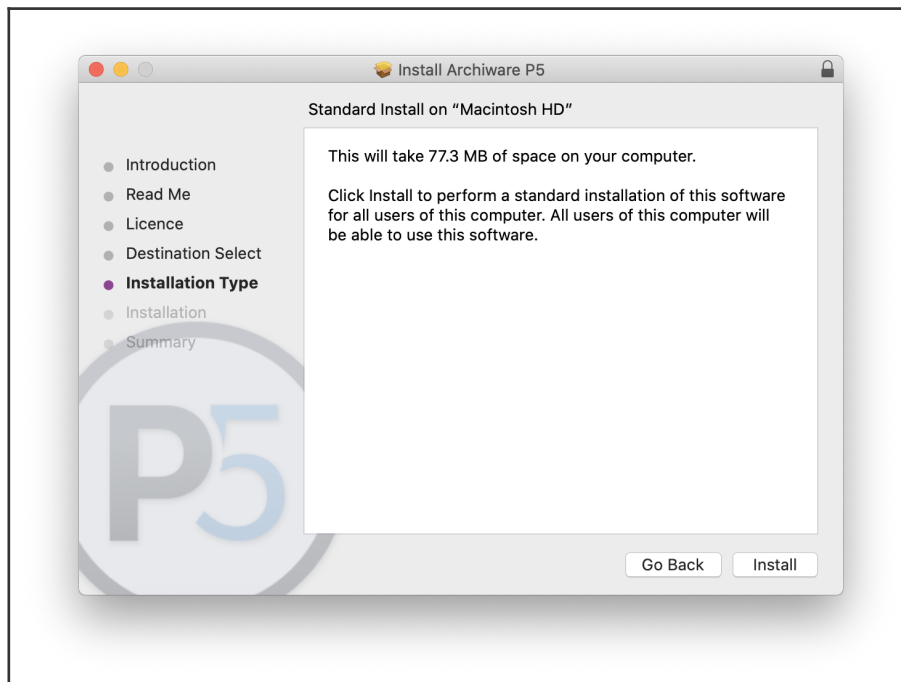 Install Archiware P5
Standard Install on “Macintosh HD”
Introduction
Read Me
Licence
Destination Select
Installation Type
Installation
Summary
This will take 77.3 MB of space on your computer.
Click Install to perform a standard installation of this software
for all users of this computer. All users of this computer will
be able to use this software.
P5
Go Back
Install